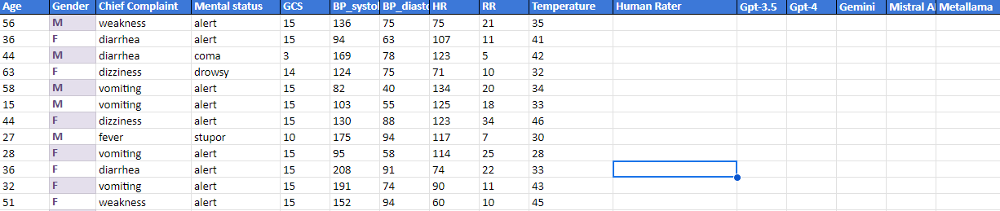 Age Gender Chief Complaint Mental status GCS BP_systol BP_diasto HR RR Temperature Human Rater Gpt-3.5 Gpt-4 Gemini Mistral AI Metallama
56 M weakness alert 15 136 75 75 21 35
36 F diarrhea alert 15 94 63 107 11 41
44 M diarrhea coma 3 169 78 123 5 42
63 F dizziness drowsy 14 124 75 71 10 32
58 M vomiting alert 15 82 40 134 20 34
15 M vomiting alert 15 103 55 125 18 33
44 F dizziness alert 15 130 88 123 34 46
27 M fever stupor 10 175 94 117 7 30
28 F vomiting alert 15 95 58 114 25 28
36 F diarrhea alert 15 208 91 74 22 33
32 F vomiting alert 15 191 74 90 11 43
51 F weakness alert 15 152 94 60 10 45